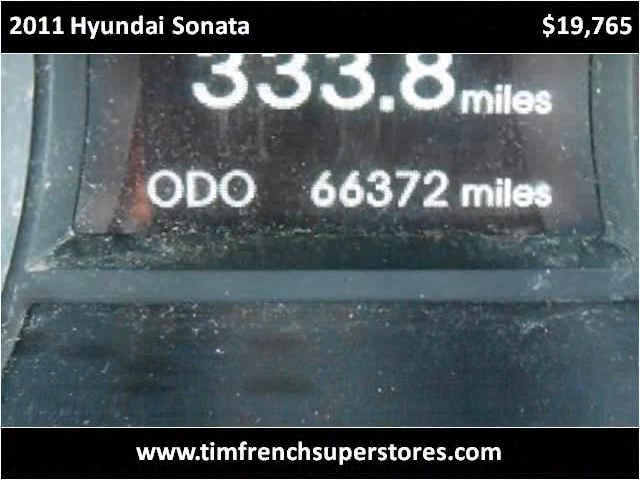 2011 Hyundai Sonata $19,765
333.8 miles
ODO 66372 miles
www.timfrenchsuperstores.com